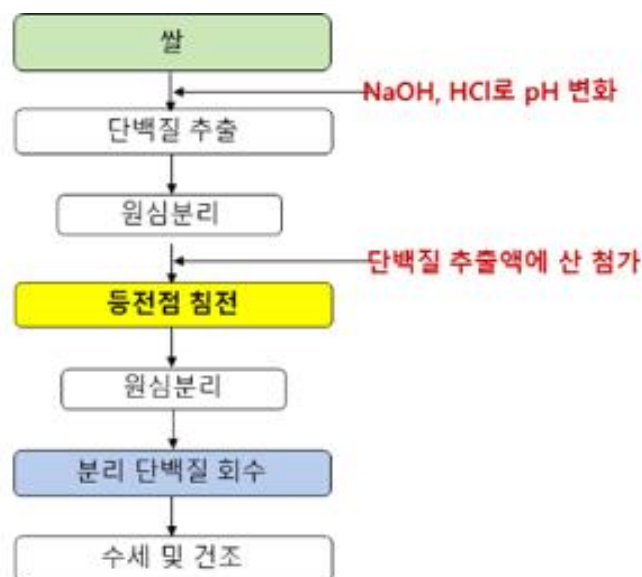 쌀
NaOH, HCl로 pH 변화
단백질 추출
원심분리
단백질 추출액에 산 첨가
등전점 침전
원심분리
분리 단백질 회수
수세 및 건조